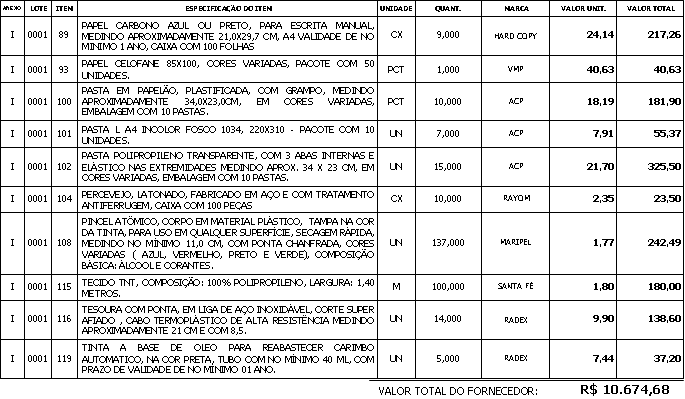 ANEXO LOTE ITEM ESPECIFICAÇÃO DO ITEM UNIDADE QUANT. MARCA VALOR UNIT. VALOR TOTAL
I 0001 89 PAPEL CARBONO AZUL OU PRETO, PARA ESCRITA MANUAL, MEDINDO APROXIMADAMENTE 21,0X29,7 CM, A4 VALIDADE DE NO MINIMO 1 ANO, CAIXA COM 100 FOLHAS CX 9,000 HARD COPY 24,14 217,26
I 0001 93 PAPEL CELOFANE 85X100, CORES VARIADAS, PACOTE COM 50 UNIDADES. PCT 1,000 VMP 40,63 40,63
I 0001 100 PASTA EM PAPELÃO, PLASTIFICADA, COM GRAMPO, MEDINDO APROXIMADAMENTE 34,0X23,0CM, EM CORES VARIADAS, EMBALAGEM COM 10 PASTAS. PCT 10,000 ACP 18,19 181,90
I 0001 101 PASTA L A4 INCOLOR FOSCO 1034, 220X310 - PACOTE COM 10 UNIDADES. UN 7,000 ACP 7,91 55,37
I 0001 102 PASTA POLIPROPILENO TRANSPARENTE, COM 3 ABAS INTERNAS E ELÁSTICO NAS EXTREMIDADES MEDINDO APROX. 34 X 23 CM, EM CORES VARIADAS, EMBALAGEM COM 10 PASTAS. UN 15,000 ACP 21,70 325,50
I 0001 104 PERCEVEJO, LATONADO, FABRICADO EM AÇO E COM TRATAMENTO ANTIFERRUGEM, CAIXA COM 100 PEÇAS CX 10,000 RAYCOM 2,35 23,50
I 0001 108 PINCEL ATÔMICO, CORPO EM MATERIAL PLÁSTICO, TAMPA NA COR DA TINTA, PARA USO EM QUALQUER SUPERFÍCIE, SECAGEM RÁPIDA, MEDINDO NO MÍNIMO 11,0 CM, COM PONTA CHANFRADA, CORES VARIADAS ( AZUL, VERMELHO, PRETO E VERDE), COMPOSIÇÃO BÁSICA: ÁLCOOL E CORANTES. UN 137,000 MARIPEL 1,77 242,49
I 0001 115 TECIDO TNT, COMPOSIÇÃO: 100% POLIPROPILENO, LARGURA: 1,40 METROS. M 100,000 SANTA FÉ 1,80 180,00
I 0001 116 TESOURA COM PONTA, EM LIGA DE AÇO INOXIDÁVEL, CORTE SUPER AFIADO , CABO TERMOPLÁSTICO DE ALTA RESISTÊNCIA MEDINDO APROXIMADAMENTE 21 CM E COM 8,5. UN 14,000 RADEX 9,90 138,60
I 0001 119 TINTA A BASE DE OLEO PARA REABASTECER CARIMBO AUTOMATICO, NA COR PRETA, TUBO COM NO MÍNIMO 40 ML, COM PRAZO DE VALIDADE DE NO MÍNIMO 01 ANO. UN 5,000 RADEX 7,44 37,20
VALOR TOTAL DO FORNECEDOR: R$ 10.674,68